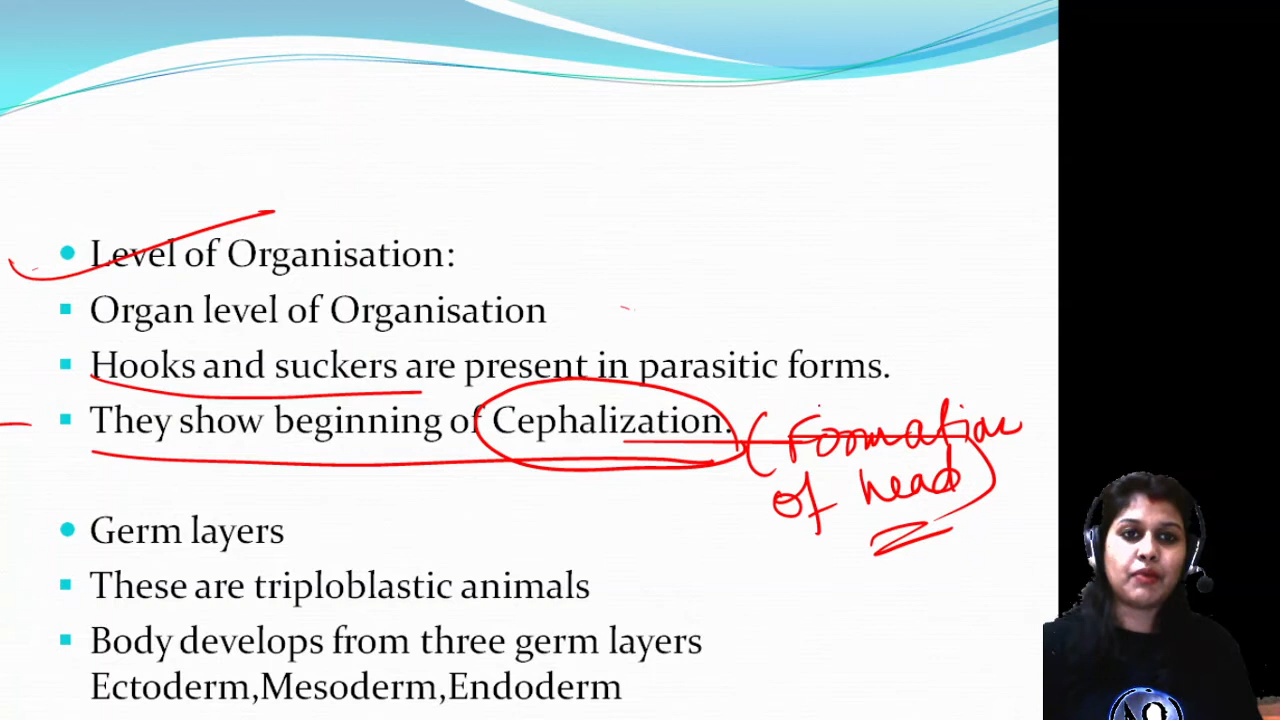 Level of Organisation:
Organ level of Organisation
Hooks and suckers are present in parasitic forms.
They show beginning of Cephalization.
(Formation
of head)
Germ layers
These are triploblastic animals
Body develops from three germ layers
Ectoderm,Mesoderm,Endoderm